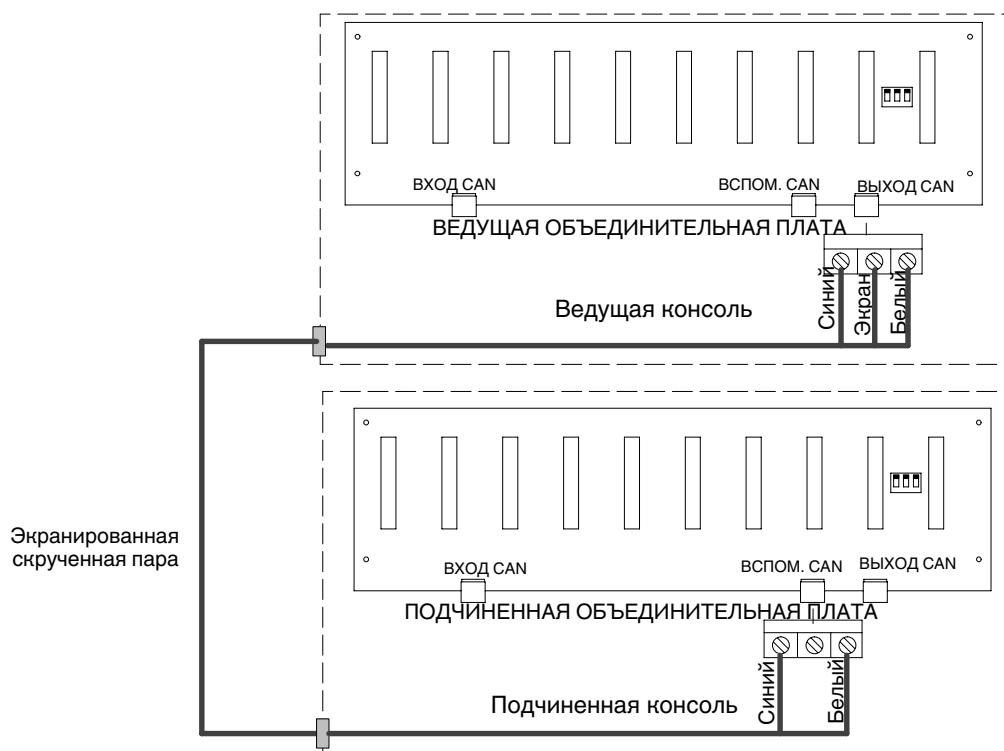 ВХОД CAN
ВСПОМ. CAN
ВЫХОД CAN
ВЕДУЩАЯ ОБЪЕДИНИТЕЛЬНАЯ ПЛАТА
Синий
Экран
Белый
Ведущая консоль
Экранированная
скрученная пара
ВХОД CAN
ВСПОМ. CAN
ВЫХОД CAN
ПОДЧИНЕННАЯ ОБЪЕДИНИТЕЛЬНАЯ ПЛАТА
Синий
Белый
Подчиненная консоль